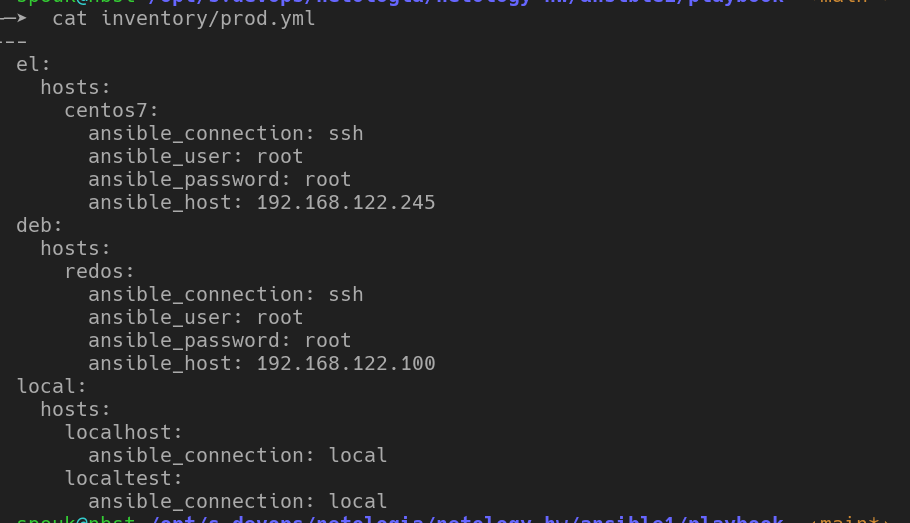 ─➤  cat inventory/prod.yml
---
  el:
    hosts:
      centos7:
        ansible_connection: ssh
        ansible_user: root
        ansible_password: root
        ansible_host: 192.168.122.245
  deb:
    hosts:
      redos:
        ansible_connection: ssh
        ansible_user: root
        ansible_password: root
        ansible_host: 192.168.122.100
  local:
    hosts:
      localhost:
        ansible_connection: local
      localtest:
        ansible_connection: local